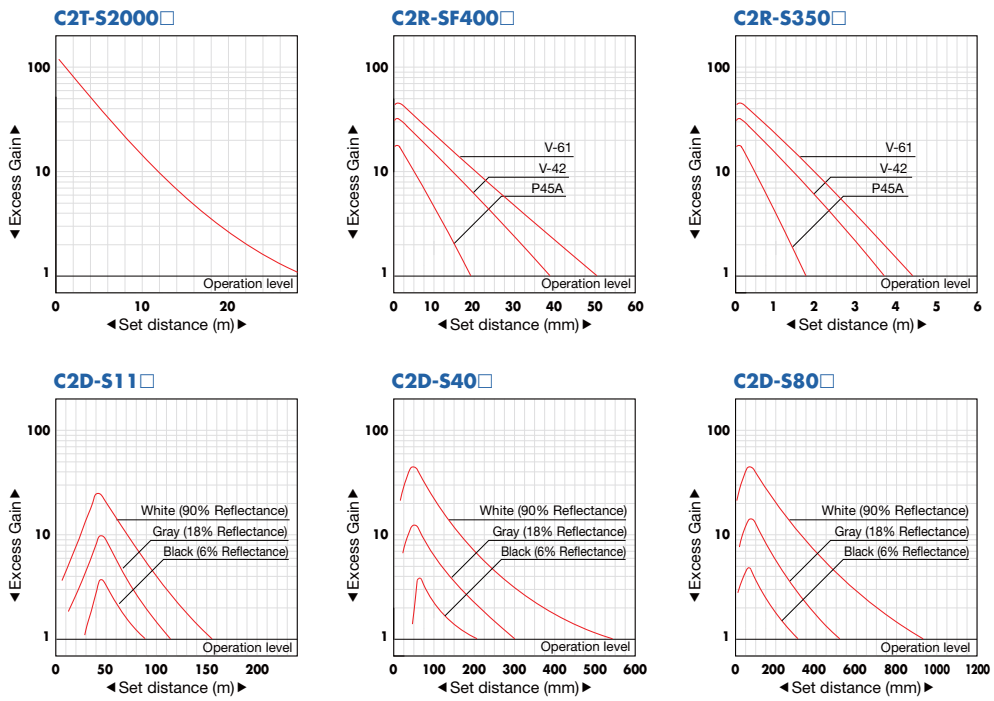 C2T-S2000□
100
10
1
◄ Excess Gain ►
V-61
Operation level
0 10 20
◄ Set distance (m) ►
C2R-SF400□
100
10
1
◄ Excess Gain ►
V-61
V-42
P45A
Operation level
0 10 20 30 40 50 60
◄ Set distance (mm) ►
C2R-S350□
100
10
1
◄ Excess Gain ►
V-61
V-42
P45A
Operation level
0 1 2 3 4 5 6
◄ Set distance (m) ►
C2D-S11□
100
10
1
◄ Excess Gain ►
White (90% Reflectance)
Gray (18% Reflectance)
Black (6% Reflectance)
Operation level
0 50 100 150 200
◄ Set distance (m) ►
C2D-S40□
100
10
1
◄ Excess Gain ►
White (90% Reflectance)
Gray (18% Reflectance)
Black (6% Reflectance)
Operation level
0 100 200 300 400 500 600
◄ Set distance (mm) ►
C2D-S80□
100
10
1
◄ Excess Gain ►
White (90% Reflectance)
Gray (18% Reflectance)
Black (6% Reflectance)
Operation level
0 200 400 600 800 1000 1200
◄ Set distance (mm) ►